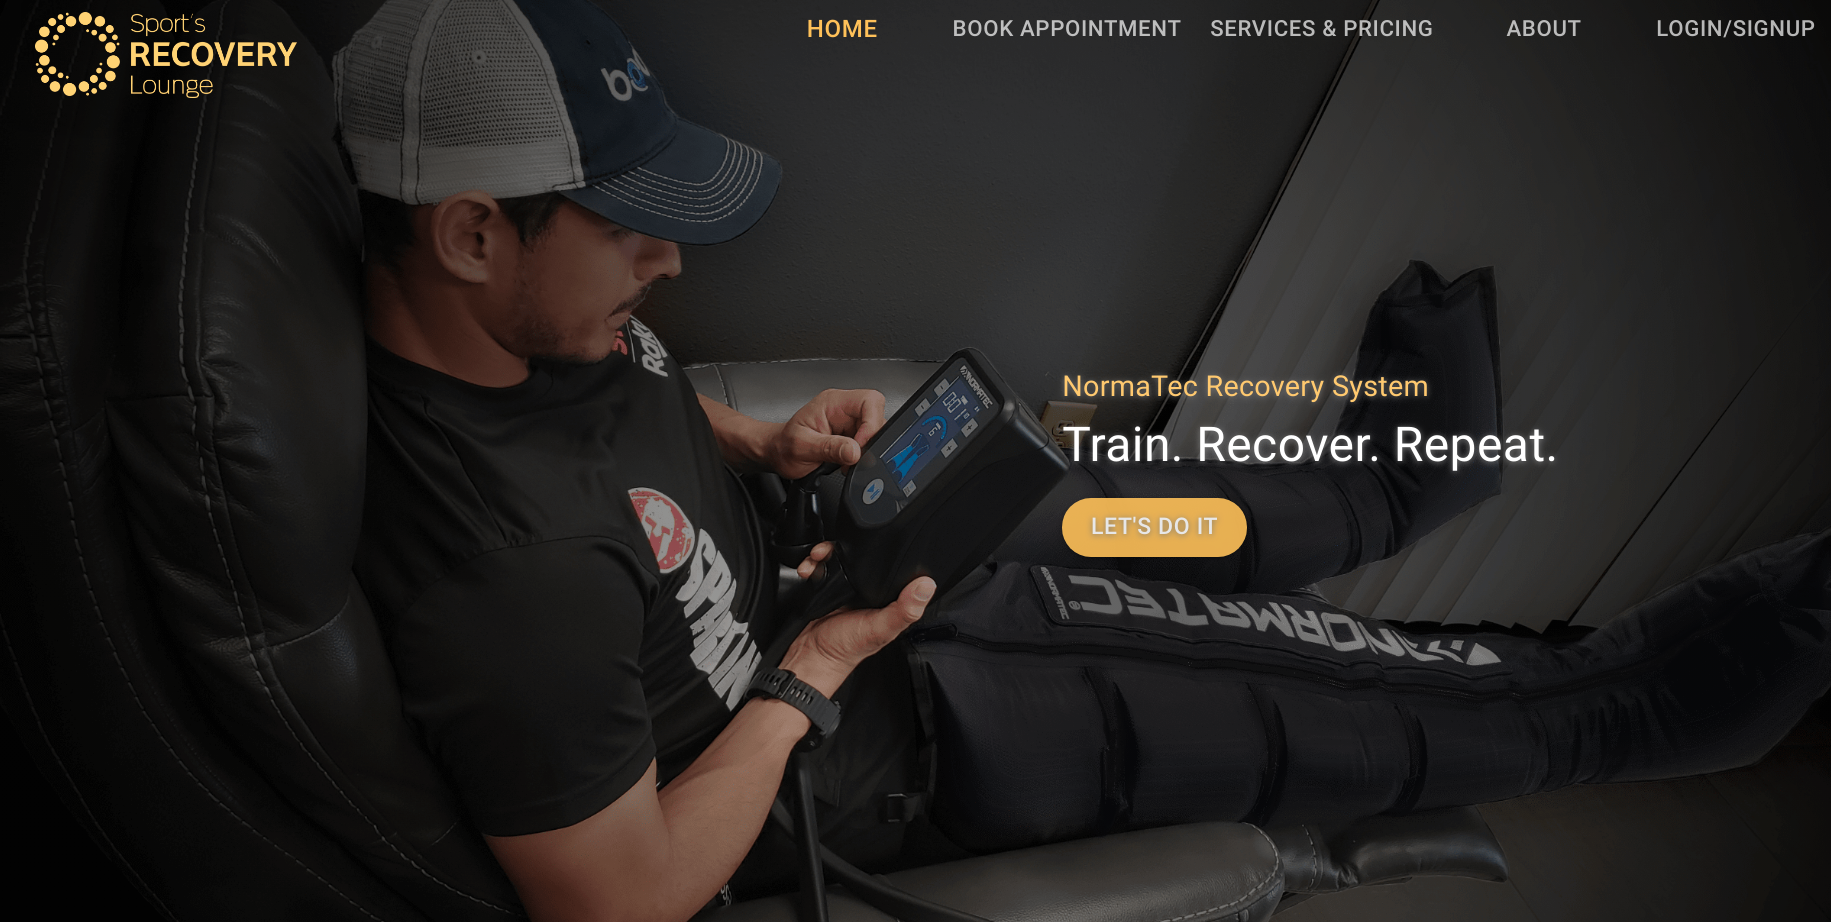 Sport's
RECOVERY
Lounge
HOME
BOOK APPOINTMENT
SERVICES & PRICING
ABOUT
LOGIN/SIGNUP
NORMATEC
NormaTec Recovery System
Train. Recover. Repeat.
LET'S DO IT
NORMATEC